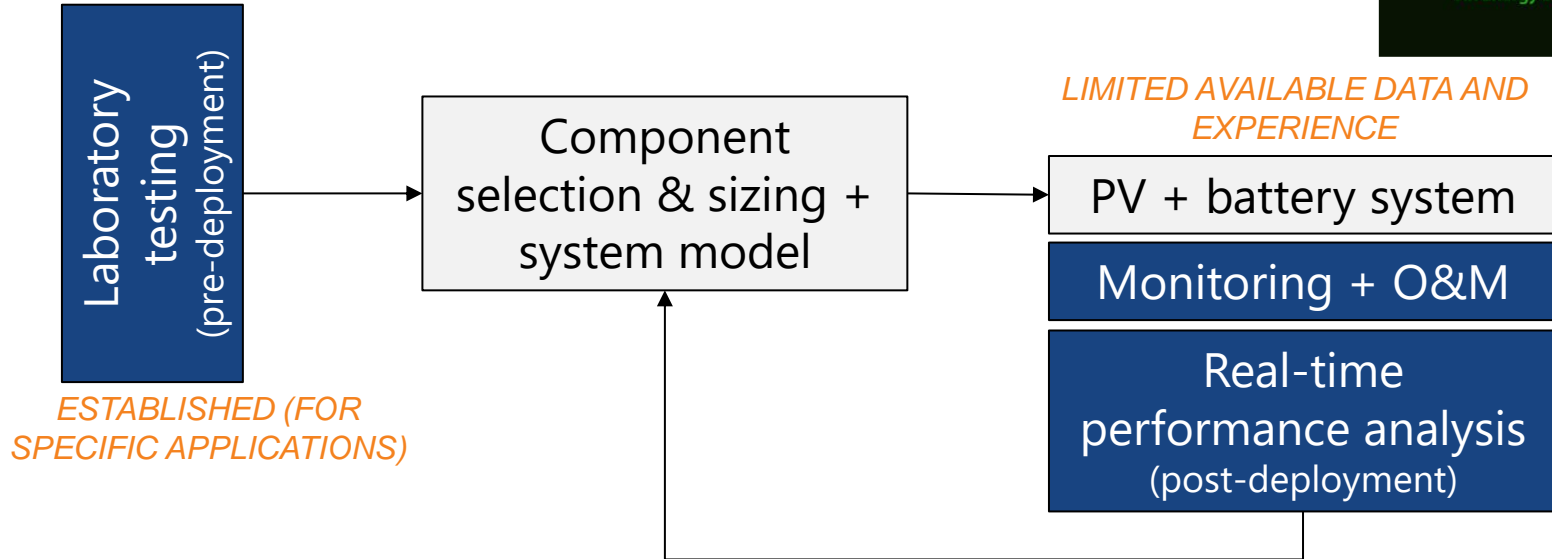 Laboratory
testing
(pre-deployment)
ESTABLISHED (FOR
SPECIFIC APPLICATIONS)
Component
selection & sizing +
system model
LIMITED AVAILABLE DATA AND
EXPERIENCE
PV + battery system
Monitoring + O&M
Real-time
performance analysis
(post-deployment)